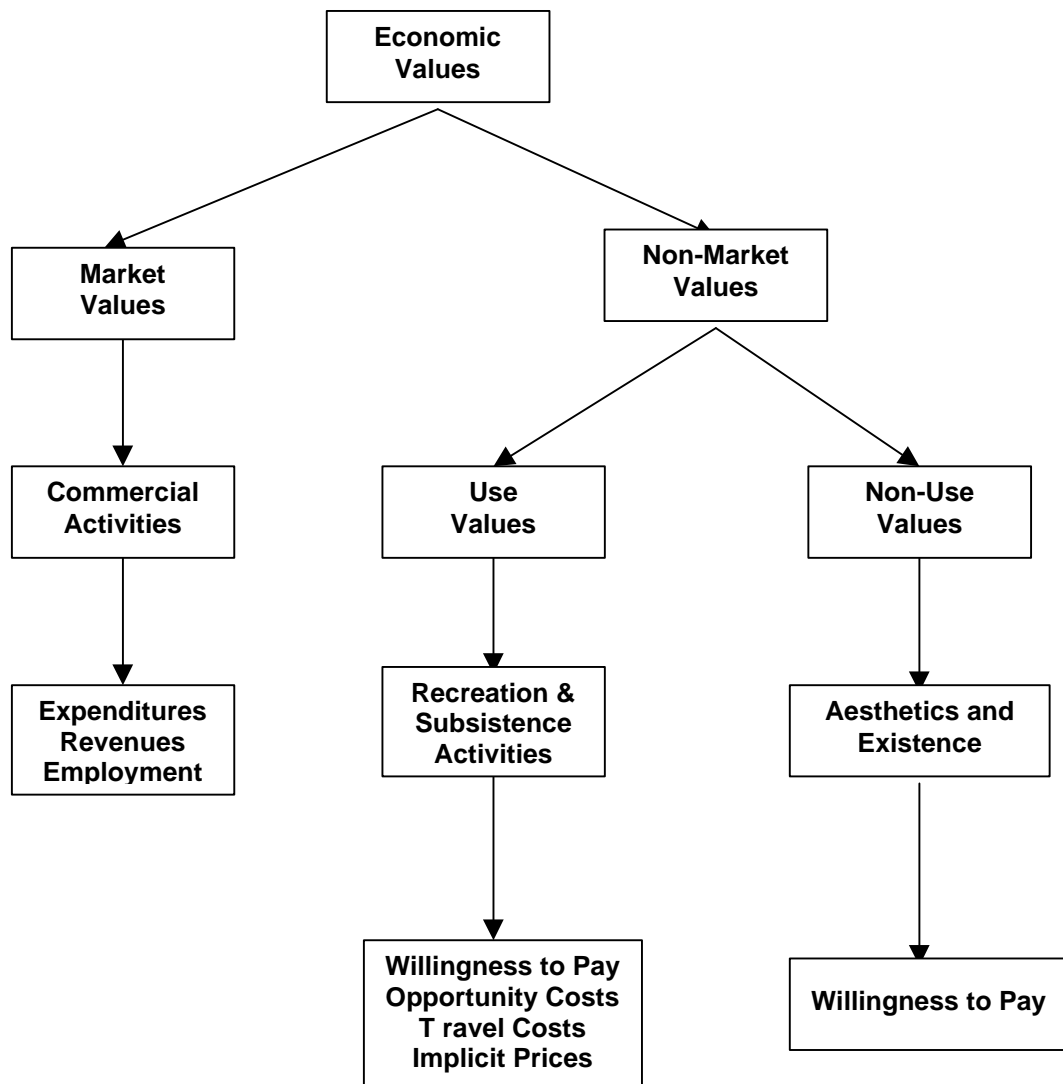 Economic
Values
Market
Values
Non-Market
Values
Commercial
Activities
Use
Values
Non-Use
Values
Expenditures
Revenues
Employment
Recreation &
Subsistence
Activities
Aesthetics and
Existence
Willingness to Pay
Opportunity Costs
T ravel Costs
Implicit Prices
Willingness to Pay